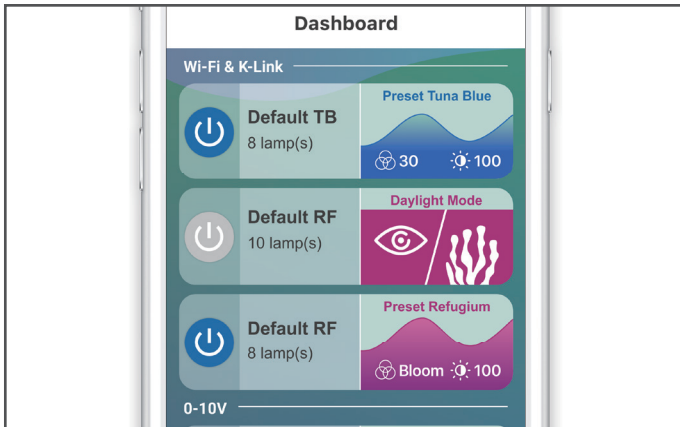 Dashboard
Wi-Fi & K-Link
Preset Tuna Blue
Default TB
8 lamp(s)
30 100
Daylight Mode
Default RF
10 lamp(s)
Preset Refugium
Default RF
8 lamp(s)
Bloom 100
0-10V